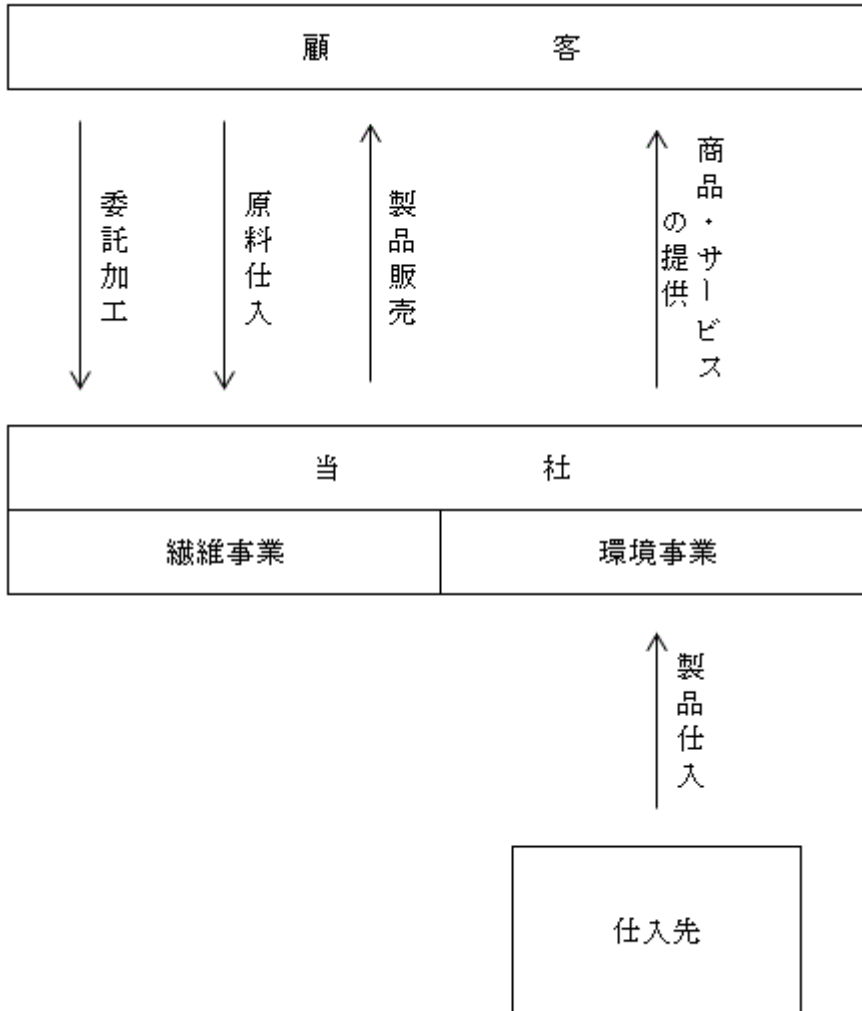 顧客
委託加工
原料仕入
製品販売
商品・サービス
の提供
当社
繊維事業
環境事業
製品仕入
仕入先